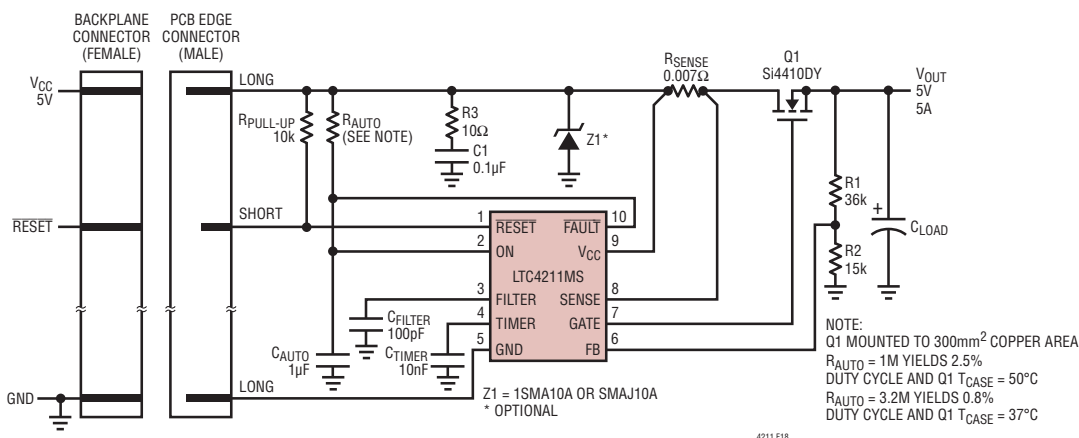 BACKPLANE
CONNECTOR
(FEMALE)
PCB EDGE
CONNECTOR
(MALE)
LONG
VCC
5V
RPULL-UP
10k
RAUTO
(SEE NOTE)
R3
10Ω
C1
0.1µF
Z1*
RSENSE
0.007Ω
Q1
Si4410DY
VOUT
5V
5A
R1
36k
R2
15k
+
CLOAD
RESET
SHORT
1
RESET
2
ON
3
FILTER
4
TIMER
5
GND
LTC4211MS
FAULT
10
9
VCC
SENSE
8
GATE
7
FB
6
CFILTER
100pF
CAUTO
1µF
CTIMER
10nF
LONG
GND
Z1 = 1SMA10A OR SMAJ10A
* OPTIONAL
NOTE:
Q1 MOUNTED TO 300mm² COPPER AREA
RAUTO = 1M YIELDS 2.5%
DUTY CYCLE AND Q1 TCASE = 50°C
RAUTO = 3.2M YIELDS 0.8%
DUTY CYCLE AND Q1 TCASE = 37°C
4211 F18